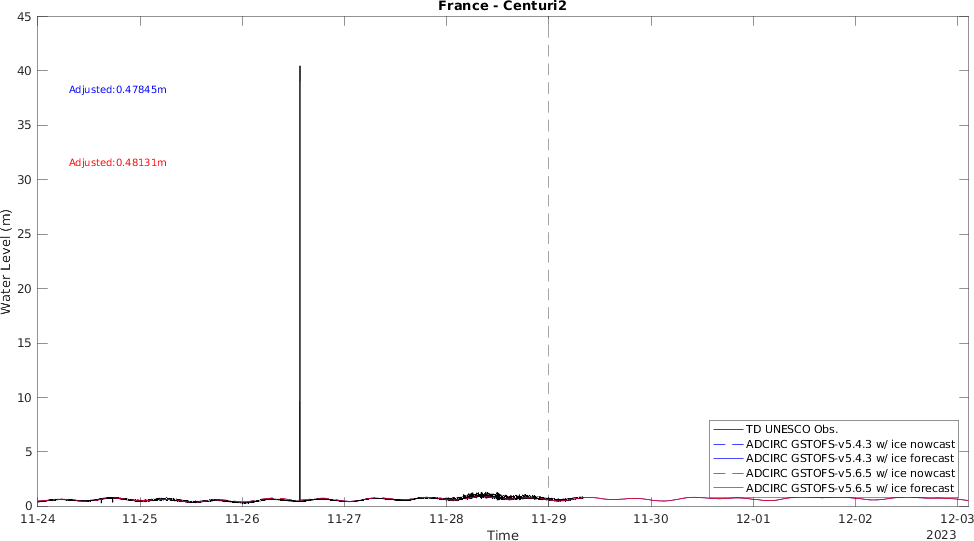 France - Centuri2
45
40
35
30
25
20
15
10
5
0
Water Level (m)
Adjusted:0.47845m
Adjusted:0.48131m
TD UNESCO Obs.
ADCIRC GSTOFS-v5.4.3 w/ ice nowcast
ADCIRC GSTOFS-v5.4.3 w/ ice forecast
ADCIRC GSTOFS-v5.6.5 w/ ice nowcast
ADCIRC GSTOFS-v5.6.5 w/ ice forecast
11-24 11-25 11-26 11-27 11-28 11-29 11-30 12-01 12-02 12-03
Time
2023